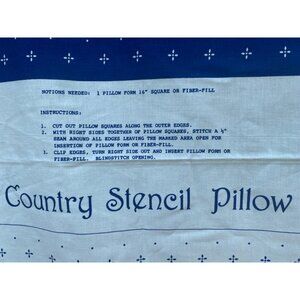 NOTIONS NEEDED: 1 PILLOW FORM 16" SQUARE OR FIBER-FILL
INSTRUCTIONS:
1. CUT OUT PILLOW SQUARES ALONG THE OUTER EDGES.
2. WITH RIGHT SIDES TOGETHER OF PILLOW SQUARES, STITCH A ½"
SEAM AROUND ALL EDGES LEAVING THE MARKED AREA OPEN FOR
INSERTION OF PILLOW FORM OR FIBER-FILL.
3. CLIP EDGES, TURN RIGHT SIDE OUT AND INSERT PILLOW FORM OR
FIBER-FILL. BLINDSTITCH OPENING.
Country Stencil Pillow